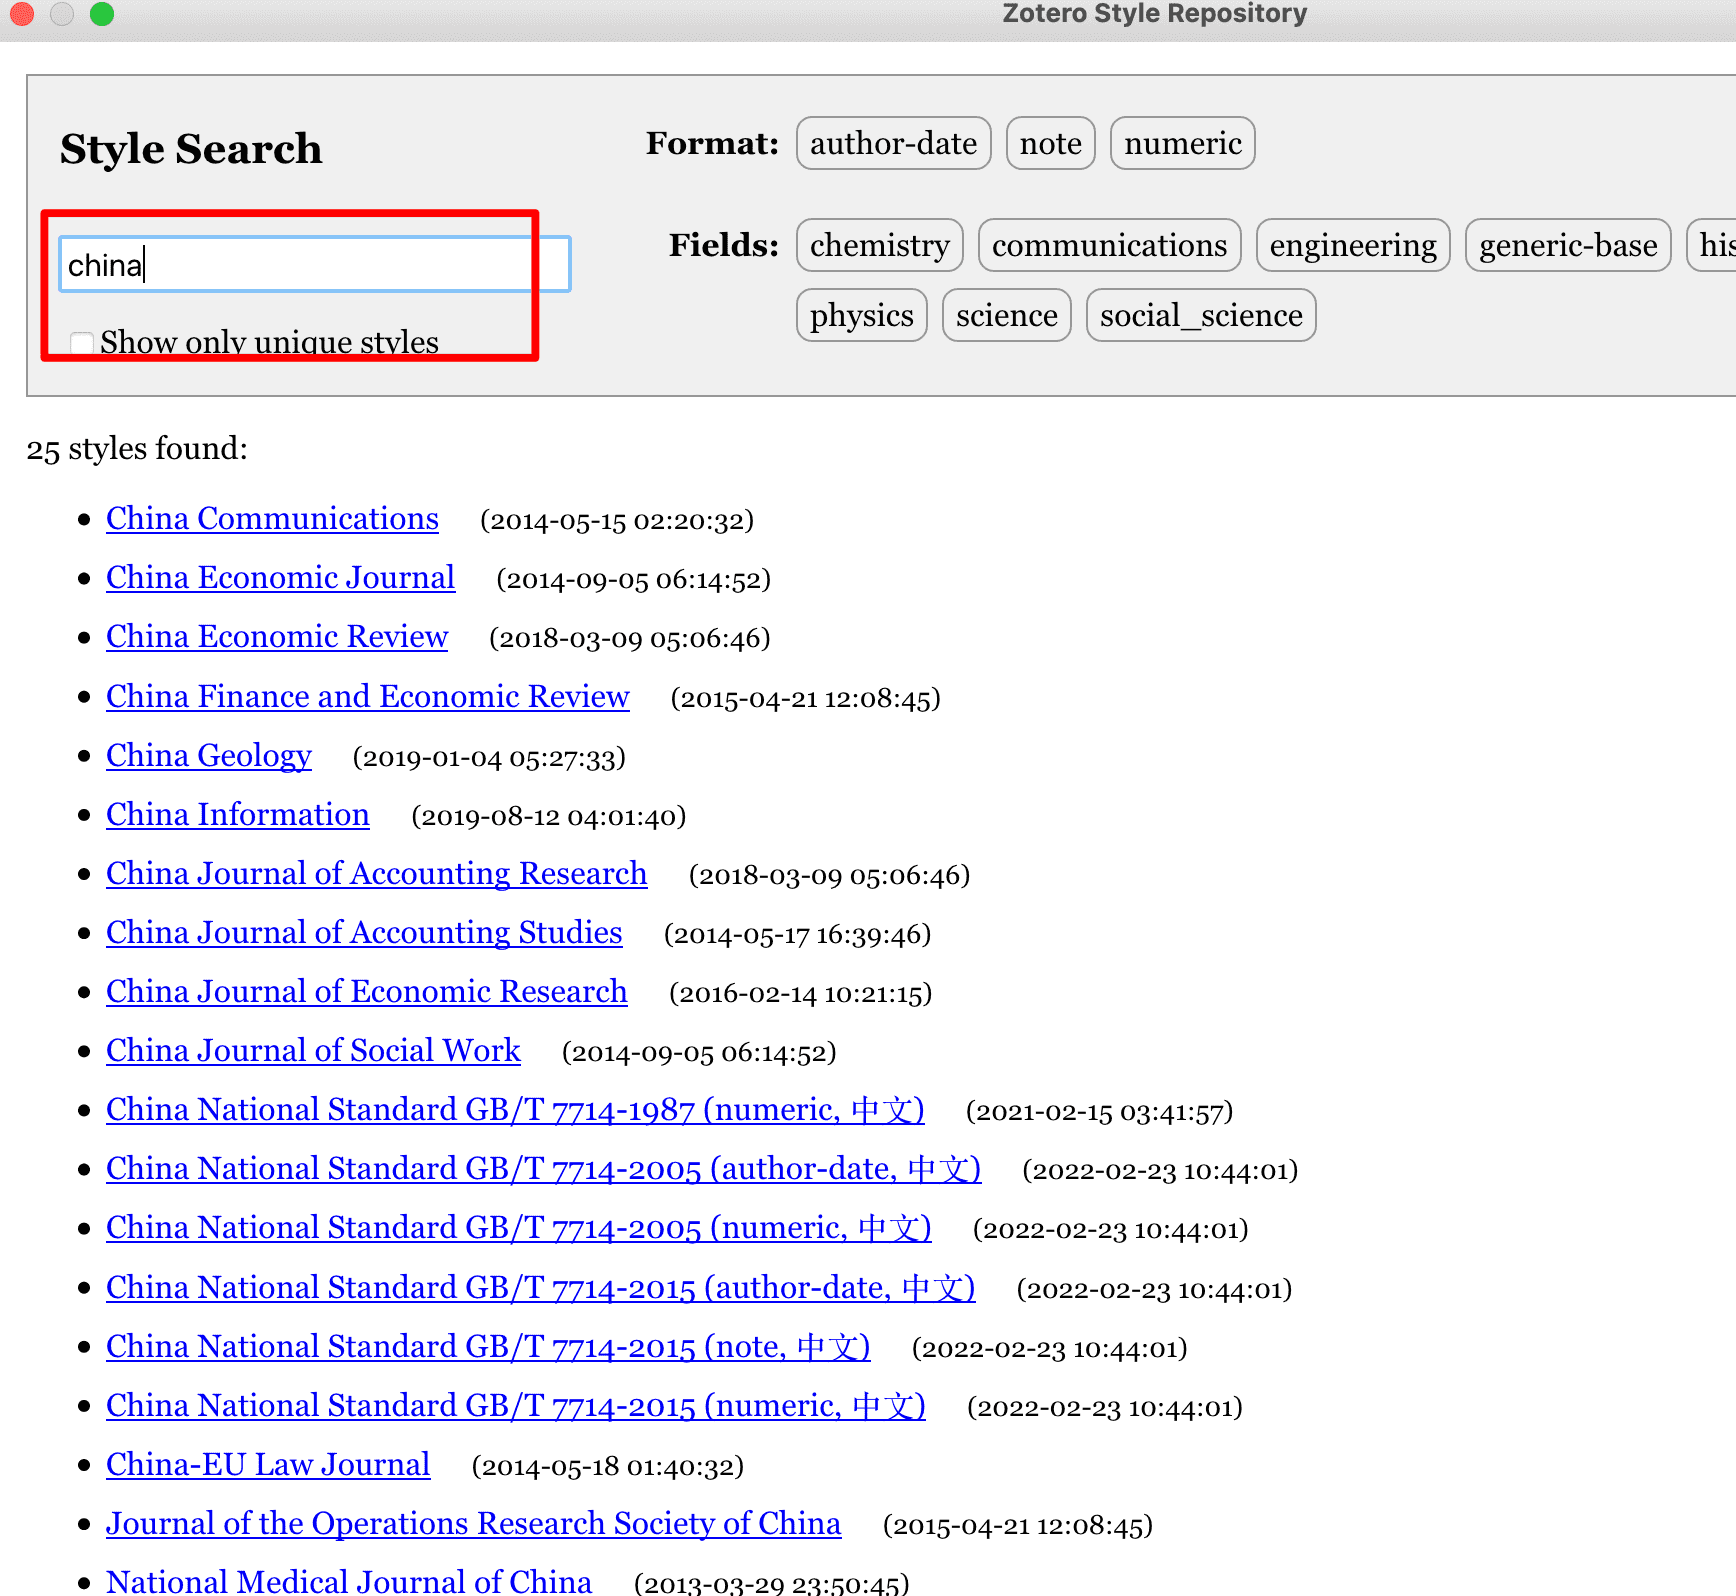 Zotero Style Repository
Style Search
Format: author-date note numeric
china
Fields: chemistry communications engineering generic-base his
Show only unique styles
physics science social_science
25 styles found:
China Communications (2014-05-15 02:20:32)
China Economic Journal (2014-09-05 06:14:52)
China Economic Review (2018-03-09 05:06:46)
China Finance and Economic Review (2015-04-21 12:08:45)
China Geology (2019-01-04 05:27:33)
China Information (2019-08-12 04:01:40)
China Journal of Accounting Research (2018-03-09 05:06:46)
China Journal of Accounting Studies (2014-05-17 16:39:46)
China Journal of Economic Research (2016-02-14 10:21:15)
China Journal of Social Work (2014-09-05 06:14:52)
China National Standard GB/T 7714-1987 (numeric, 中文) (2021-02-15 03:41:57)
China National Standard GB/T 7714-2005 (author-date, 中文) (2022-02-23 10:44:01)
China National Standard GB/T 7714-2005 (numeric, 中文) (2022-02-23 10:44:01)
China National Standard GB/T 7714-2015 (author-date, 中文) (2022-02-23 10:44:01)
China National Standard GB/T 7714-2015 (note, 中文) (2022-02-23 10:44:01)
China National Standard GB/T 7714-2015 (numeric, 中文) (2022-02-23 10:44:01)
China-EU Law Journal (2014-05-18 01:40:32)
Journal of the Operations Research Society of China (2015-04-21 12:08:45)
National Medical Journal of China (2013-03-29 23:50:45)